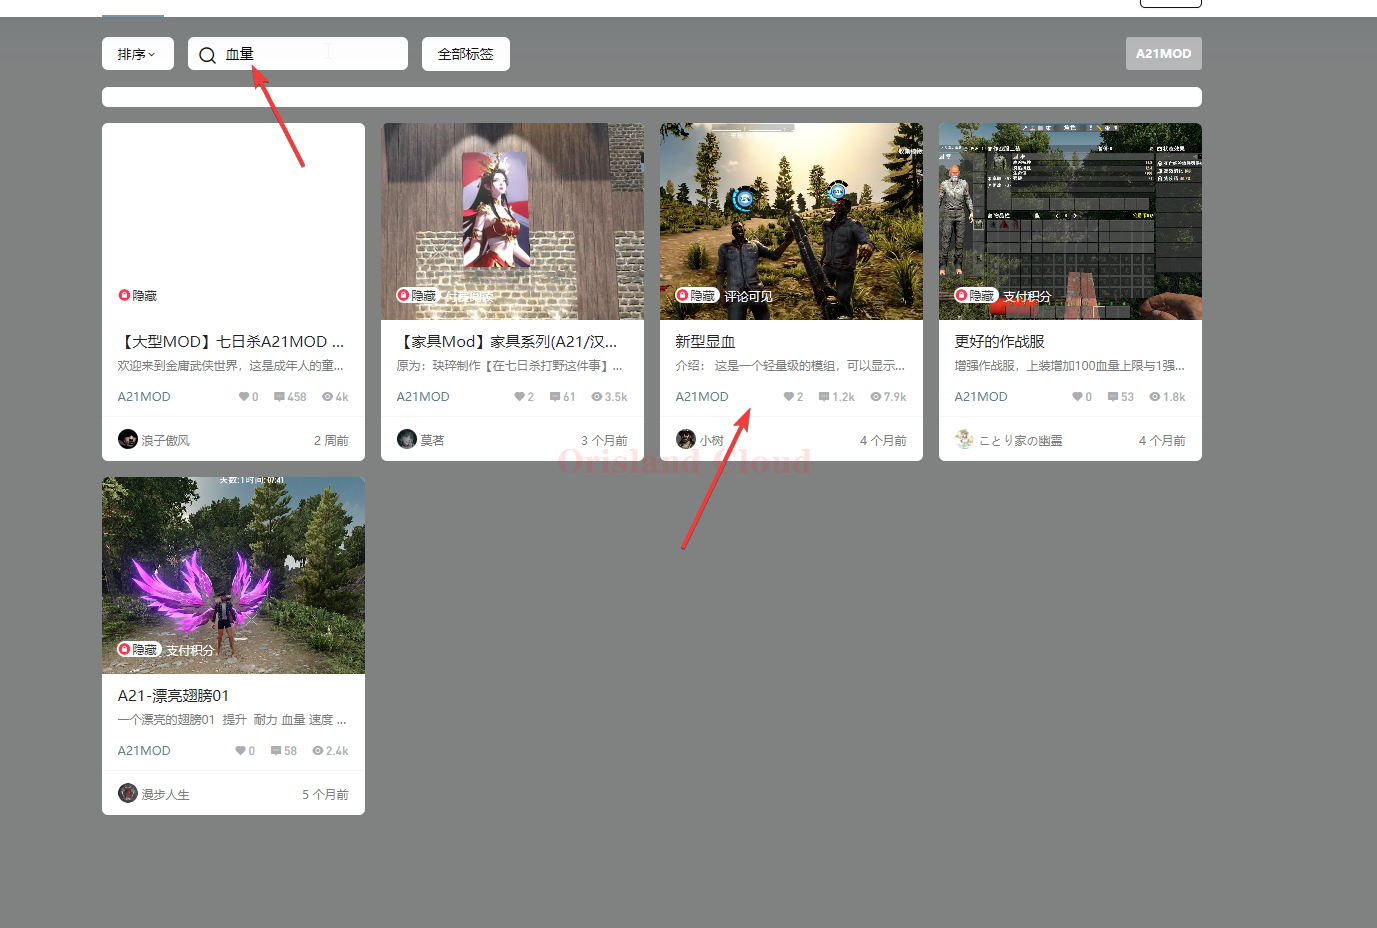 排序
血量
全部标签
A21MOD
隐藏
【大型MOD】七日杀A21MOD ...
欢迎来到金庸武侠世界，这是成年人的童...
A21MOD
0
458
4k
浪子傲风
2 周前
隐藏
【家具Mod】家具系列(A21/汉...
原为：玦琗制作【在七日杀打野这件事】...
A21MOD
2
61
3.5k
莫茗
3 个月前
隐藏 评论可见
新型显血
介绍： 这是一个轻量级的模组，可以显示...
A21MOD
2
1.2k
7.9k
小树
4 个月前
角色
隐藏 支付积分
更好的作战服
增强作战服，上装增加100血量上限与1强...
A21MOD
0
53
1.8k
ことり家の幽霊
4 个月前
Orisland Cloud
天数:1 时间:07:41
隐藏 支付积分
A21-漂亮翅膀01
一个漂亮的翅膀01 提升 耐力 血量 速度 ...
A21MOD
0
58
2.4k
漫步人生
5 个月前